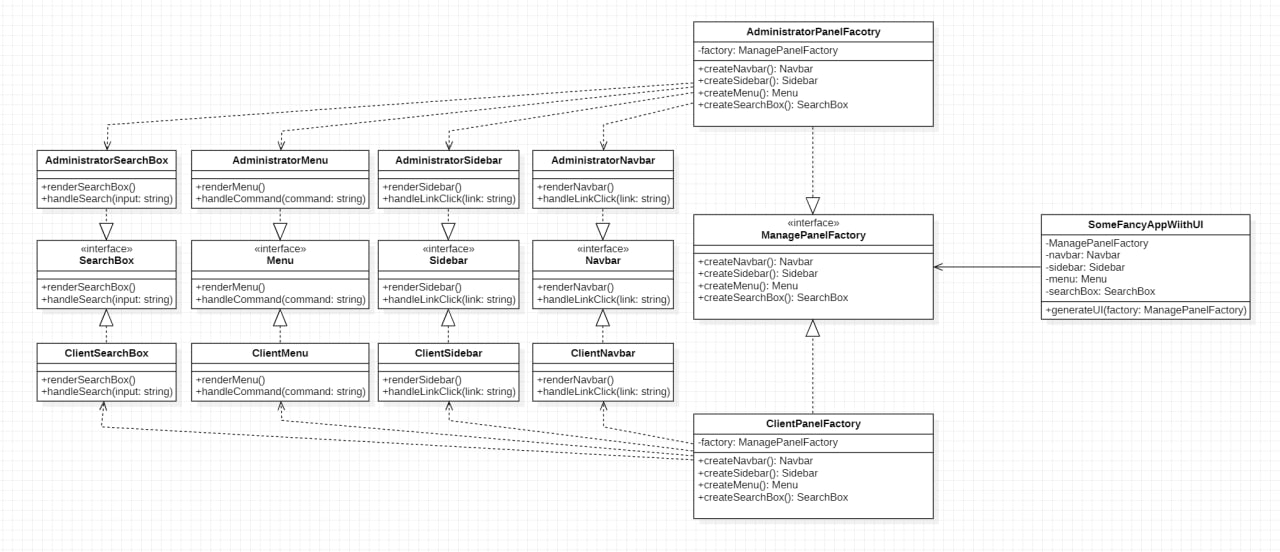 AdministratorPanelFacotry
-factory: ManagePanelFactory
+createNavbar(): Navbar
+createSidebar(): Sidebar
+createMenu(): Menu
+createSearchBox(): SearchBox
AdministratorSearchBox
+renderSearchBox()
+handleSearch(input: string)
AdministratorMenu
+renderMenu()
+handleCommand(command: string)
AdministratorSidebar
+renderSidebar()
+handleLinkClick(link: string)
AdministratorNavbar
+renderNavbar()
+handleLinkClick(link: string)
«interface»
SearchBox
+renderSearchBox()
+handleSearch(input: string)
«interface»
Menu
+renderMenu()
+handleCommand(command: string)
«interface»
Sidebar
+renderSidebar()
+handleLinkClick(link: string)
«interface»
Navbar
+renderNavbar()
+handleLinkClick(link: string)
«interface»
ManagePanelFactory
+createNavbar(): Navbar
+createSidebar(): Sidebar
+createMenu(): Menu
+createSearchBox(): SearchBox
SomeFancyAppWiithUI
-ManagePanelFactory
-navbar: Navbar
-sidebar: Sidebar
-menu: Menu
-searchBox: SearchBox
+generateUI(factory: ManagePanelFactory)
ClientSearchBox
+renderSearchBox()
+handleSearch(input: string)
ClientMenu
+renderMenu()
+handleCommand(command: string)
ClientSidebar
+renderSidebar()
+handleLinkClick(link: string)
ClientNavbar
+renderNavbar()
+handleLinkClick(link: string)
ClientPanelFactory
-factory: ManagePanelFactory
+createNavbar(): Navbar
+createSidebar(): Sidebar
+createMenu(): Menu
+createSearchBox(): SearchBox